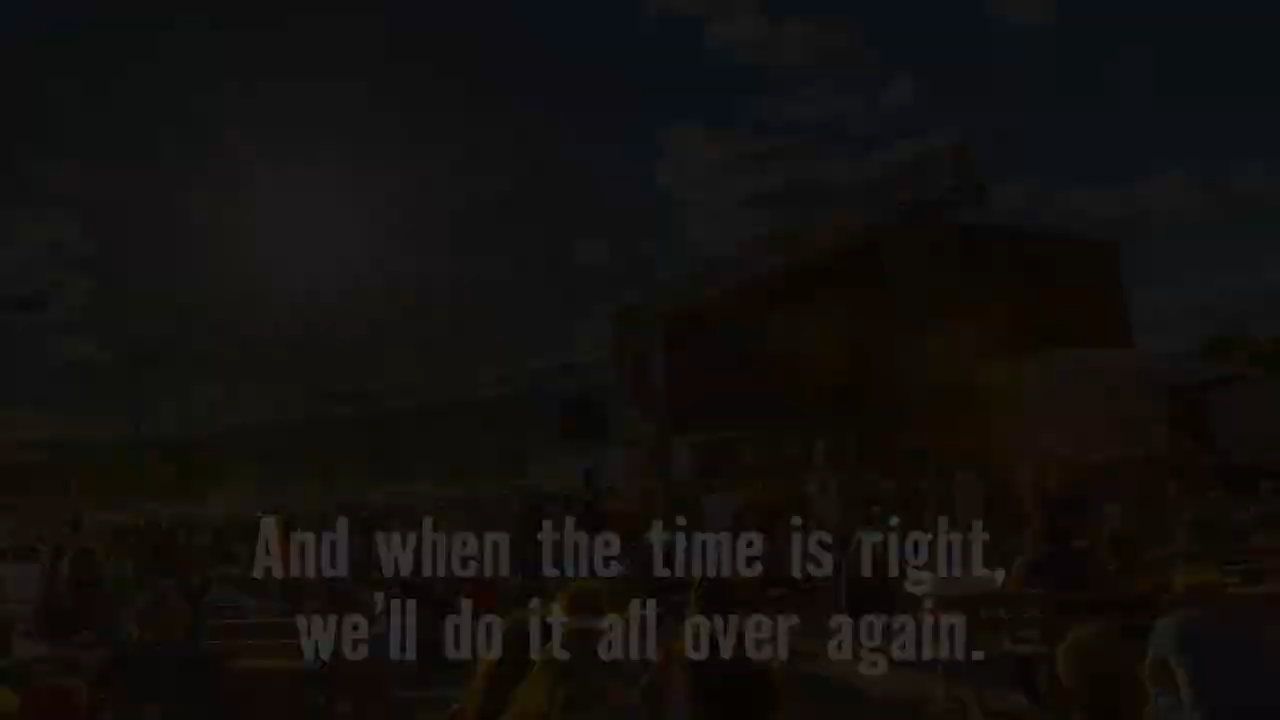 And when the time is right,
we'll do it all over again.